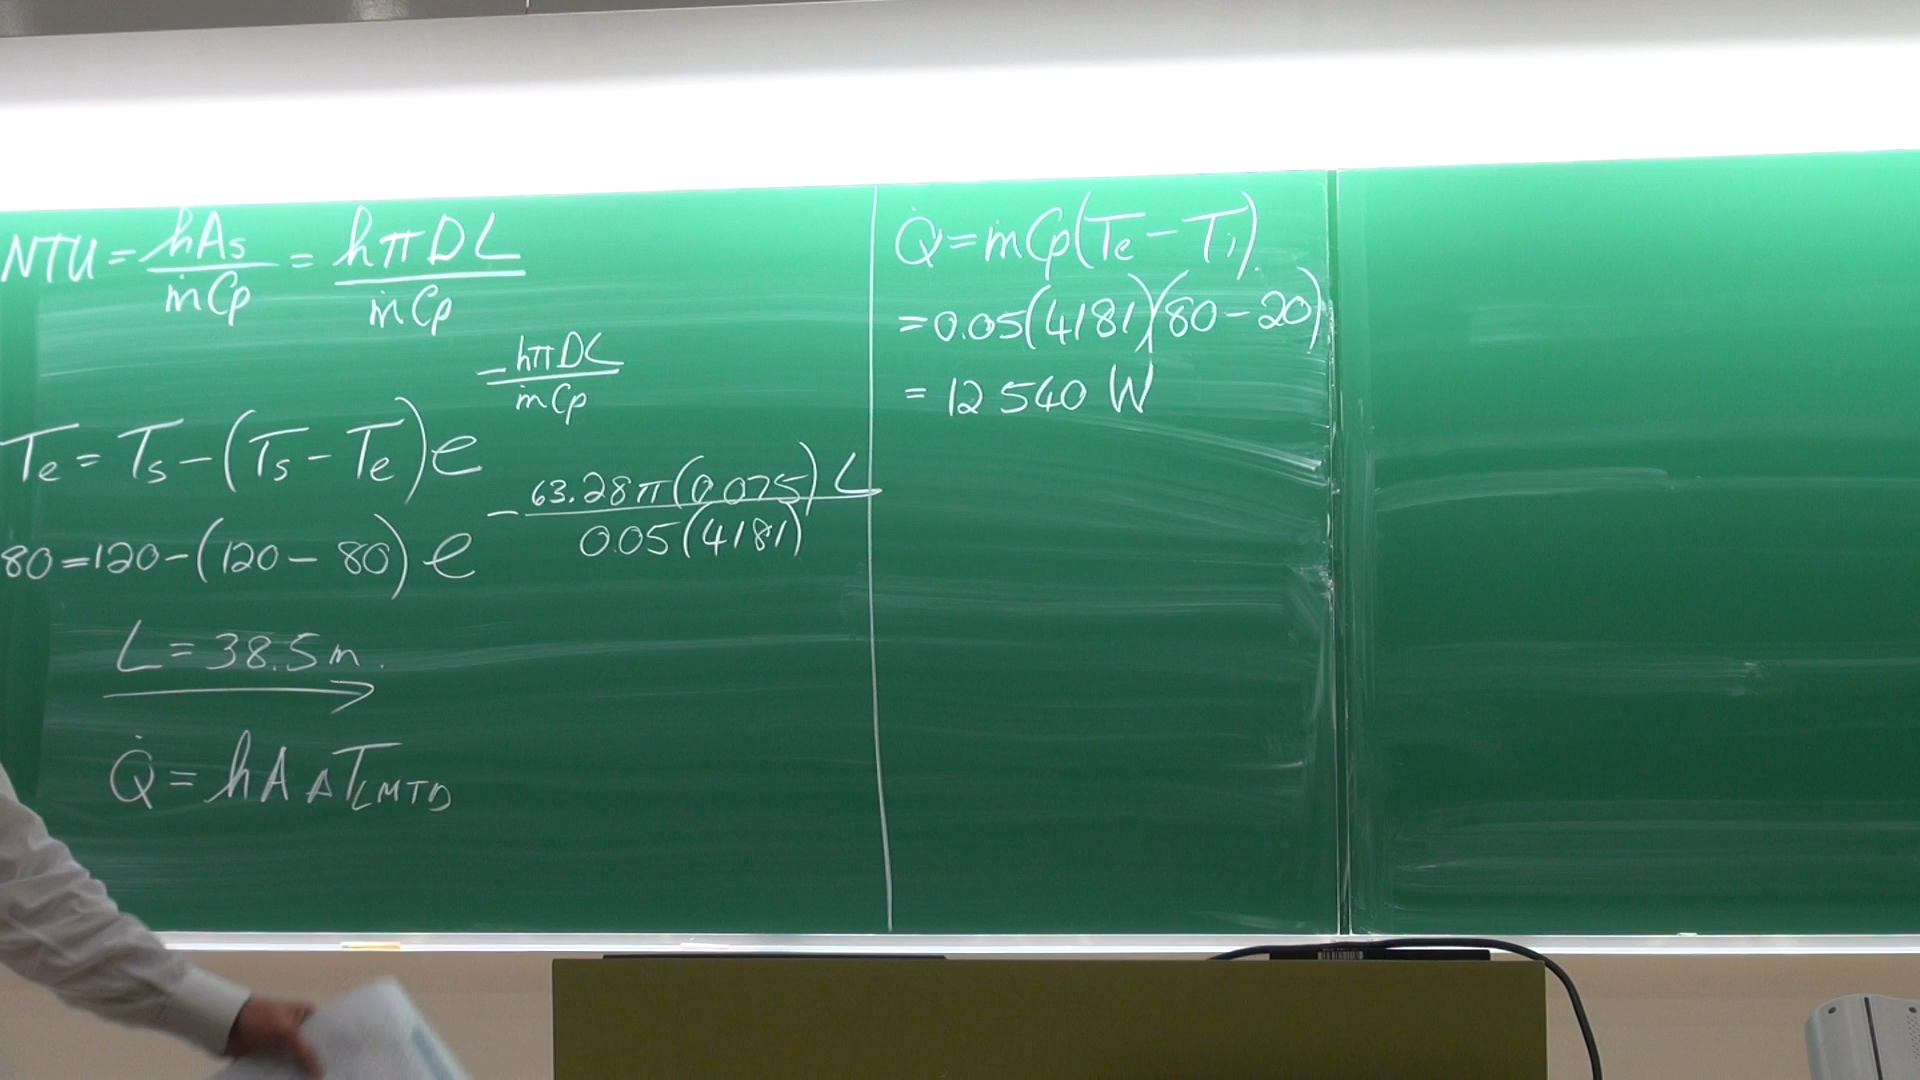 NTU = hAs/ṁCp = hπDL/ṁCp
Te = Ts - (Ts - Te) e^(-hπDL/ṁCp)
80 = 120 - (120 - 80) e^(-63.28π(0.075)L/0.05(4181))
L = 38.5m.
Q̇ = hA ΔT_LMTD
Q̇ = ṁCp(Te - Ti)
= 0.05(4181)(80 - 20)
= 12 540 W